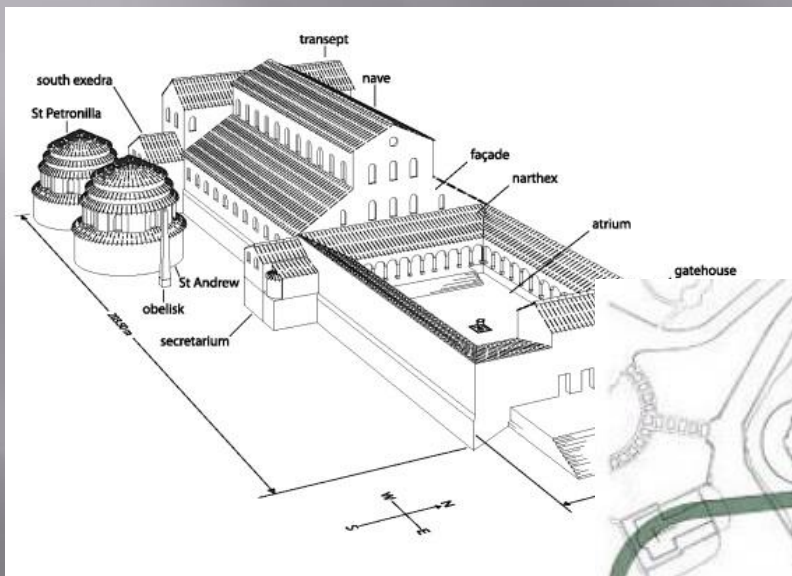 transept
nave
south exedra
St Petronilla
façade
narthex
atrium
gatehouse
St Andrew
obelisk
secretarium
W
N
S
E